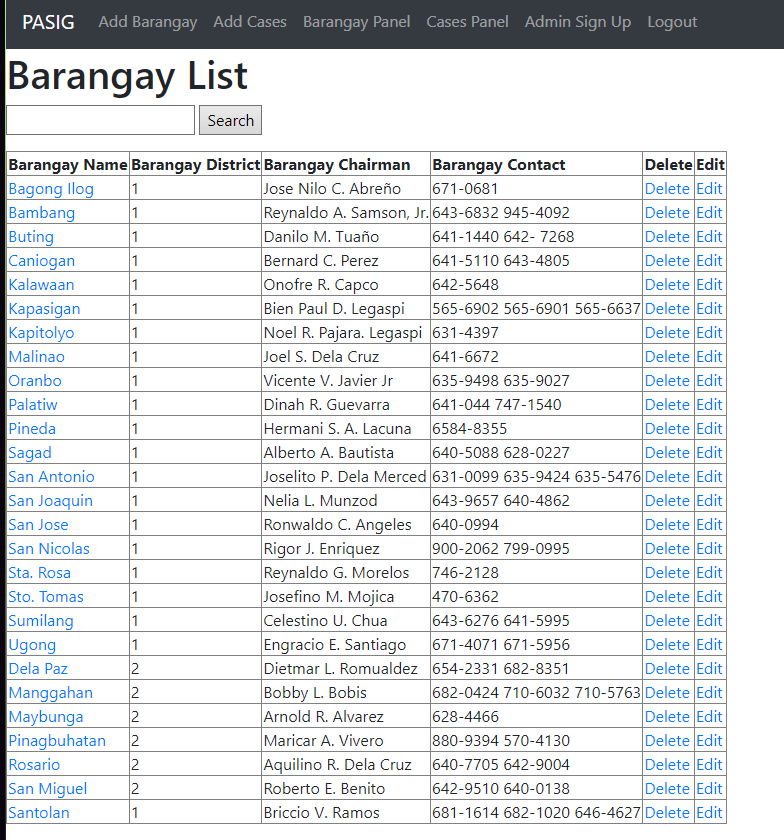 PASIG Add Barangay Add Cases Barangay Panel Cases Panel Admin Sign Up Logout
Barangay List
Search
Barangay Name Barangay District Barangay Chairman Barangay Contact Delete Edit
Bagong Ilog 1 Jose Nilo C. Abreño 671-0681 Delete Edit
Bambang 1 Reynaldo A. Samson, Jr. 643-6832 945-4092 Delete Edit
Buting 1 Danilo M. Tuaño 641-1440 642- 7268 Delete Edit
Caniogan 1 Bernard C. Perez 641-5110 643-4805 Delete Edit
Kalawaan 1 Onofre R. Capco 642-5648 Delete Edit
Kapasigan 1 Bien Paul D. Legaspi 565-6902 565-6901 565-6637 Delete Edit
Kapitolyo 1 Noel R. Pajara. Legaspi 631-4397 Delete Edit
Malinao 1 Joel S. Dela Cruz 641-6672 Delete Edit
Oranbo 1 Vicente V. Javier Jr 635-9498 635-9027 Delete Edit
Palatiw 1 Dinah R. Guevarra 641-044 747-1540 Delete Edit
Pineda 1 Hermani S. A. Lacuna 6584-8355 Delete Edit
Sagad 1 Alberto A. Bautista 640-5088 628-0227 Delete Edit
San Antonio 1 Joselito P. Dela Merced 631-0099 635-9424 635-5476 Delete Edit
San Joaquin 1 Nelia L. Munzod 643-9657 640-4862 Delete Edit
San Jose 1 Ronwaldo C. Angeles 640-0994 Delete Edit
San Nicolas 1 Rigor J. Enriquez 900-2062 799-0995 Delete Edit
Sta. Rosa 1 Reynaldo G. Morelos 746-2128 Delete Edit
Sto. Tomas 1 Josefino M. Mojica 470-6362 Delete Edit
Sumilang 1 Celestino U. Chua 643-6276 641-5995 Delete Edit
Ugong 1 Engracio E. Santiago 671-4071 671-5956 Delete Edit
Dela Paz 2 Dietmar L. Romualdez 654-2331 682-8351 Delete Edit
Manggahan 2 Bobby L. Bobis 682-0424 710-6032 710-5763 Delete Edit
Maybunga 2 Arnold R. Alvarez 628-4466 Delete Edit
Pinagbuhatan 2 Maricar A. Vivero 880-9394 570-4130 Delete Edit
Rosario 2 Aquilino R. Dela Cruz 640-7705 642-9004 Delete Edit
San Miguel 2 Roberto E. Benito 642-9510 640-0138 Delete Edit
Santolan 1 Briccio V. Ramos 681-1614 682-1020 646-4627 Delete Edit